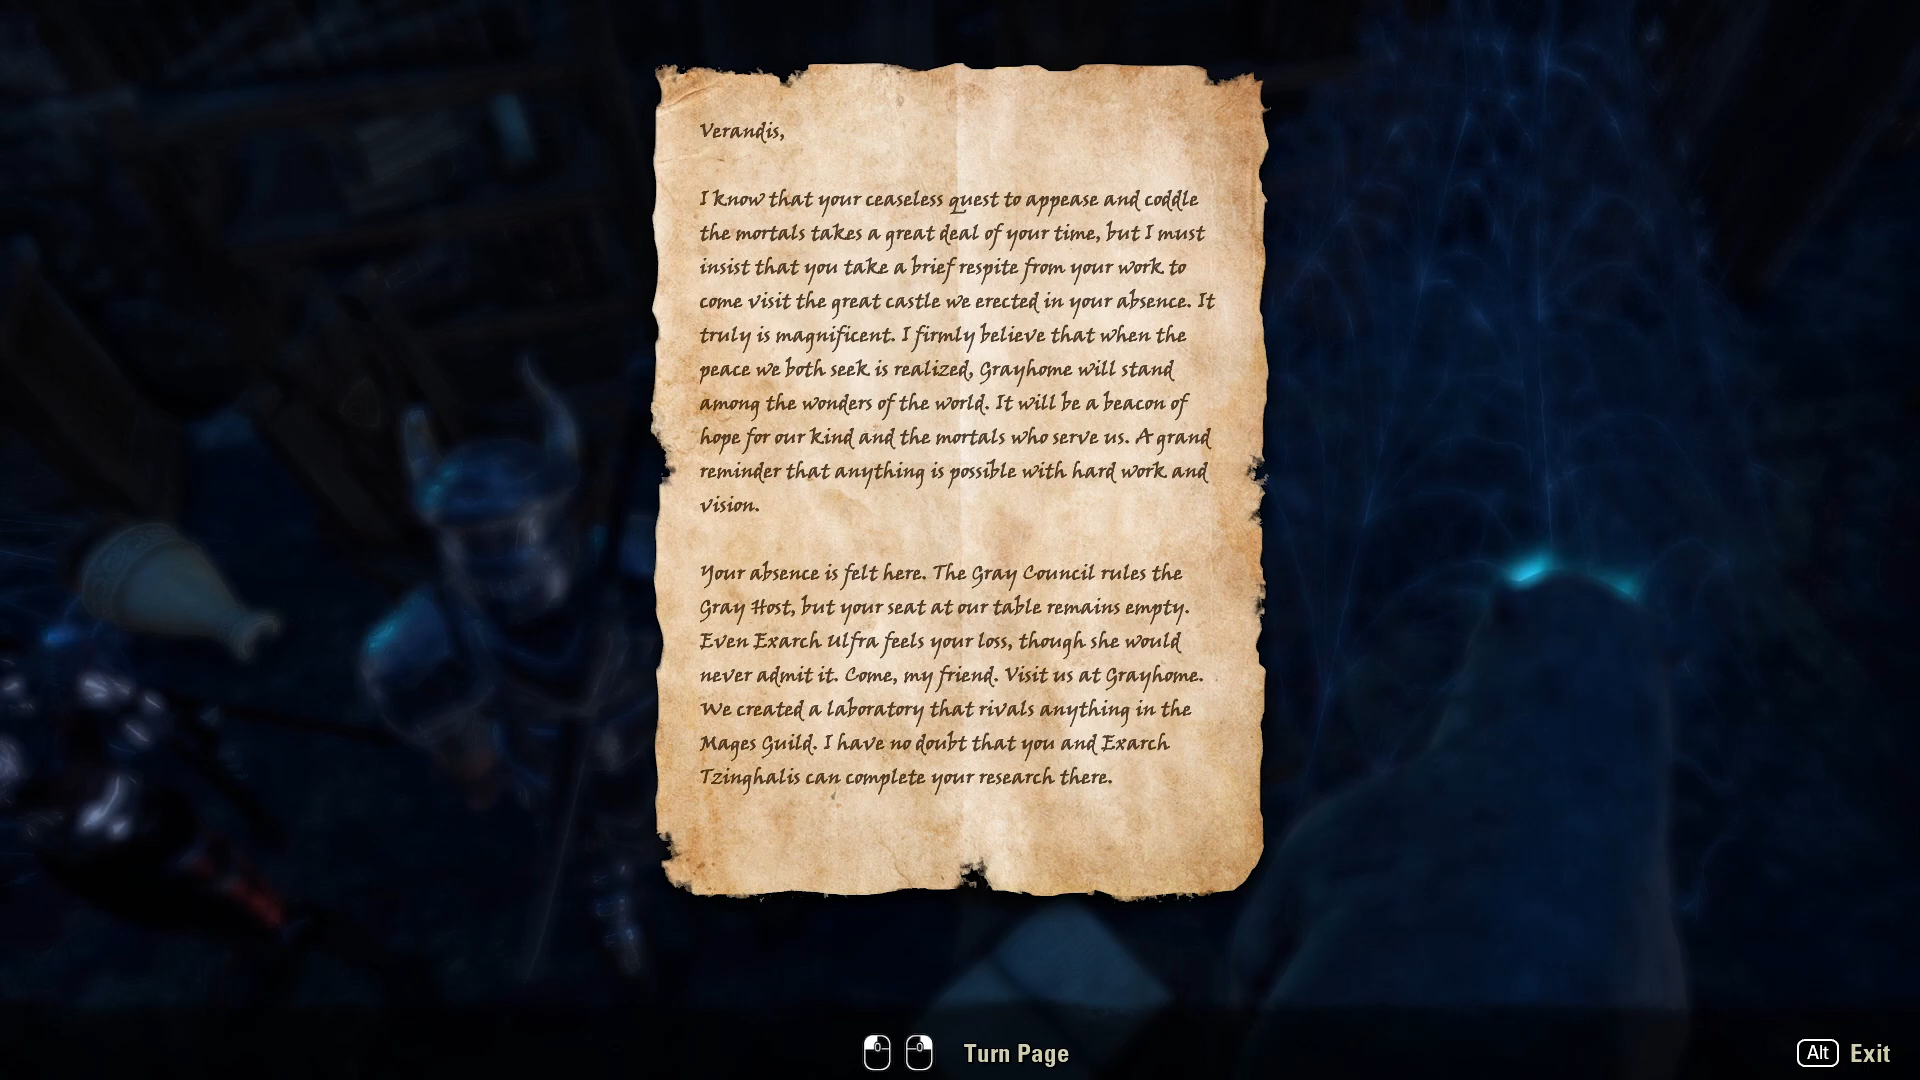 Verandis,
I know that your ceaseless quest to appease and coddle
the mortals takes a great deal of your time, but I must
insist that you take a brief respite from your work to
come visit the great castle we erected in your absence. It
truly is magnificent. I firmly believe that when the
peace we both seek is realized, Grayhome will stand
among the wonders of the world. It will be a beacon of
hope for our kind and the mortals who serve us. A grand
reminder that anything is possible with hard work and
vision.
Your absence is felt here. The Gray Council rules the
Gray Host, but your seat at our table remains empty.
Even Exarch Ulfra feels your loss, though she would
never admit it. Come, my friend. Visit us at Grayhome.
We created a laboratory that rivals anything in the
Mages Guild. I have no doubt that you and Exarch
Tzinghalis can complete your research there.
Turn Page
Alt Exit